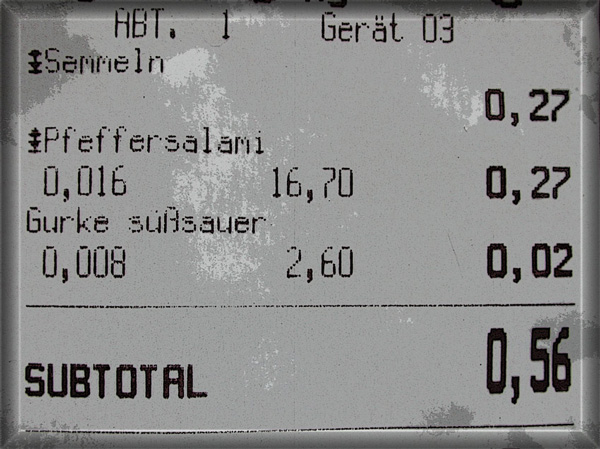 ABT. 1 Gerät 03
Semmeln
0,27
Pfeffersalami
0,016 16,70 0,27
Gurke süßsauer
0,008 2,60 0,02
SUBTOTAL 0,56